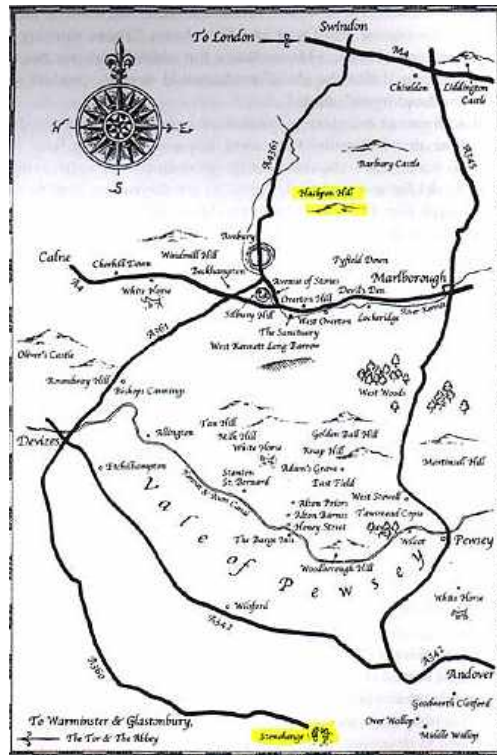 Swindon
To London
M4
Chiseldon
Liddington
Castle
W
E
S
A4361
A345
Barbury Castle
Hackpen Hill
Avebury
Windmill Hill
Fyfield Down
Calne
Cherhill Down
Beckhampton
Marlborough
Avenue of Stones
Devil's Den
White Horse
Overton Hill
A4
Silbury Hill
West Overton
Lockeridge
River Kennet
The Sanctuary
A361
West Kennett Long Barrow
Oliver's Castle
Roundway Hill
Bishops Cannings
West Woods
Tan Hill
Golden Ball Hill
Milk Hill
Devizes
Allington
White Horse
Knap Hill
Martinsell Hill
Etchilhampton
Stanton
St. Bernard
Adam's Grave
East Field
Kennet & Avon Canal
Alton Priors
West Stowell
Alton Barnes
Tawsmead Copse
Honey Street
The Barge Inn
Wilcot
Pewsey
Vale of Pewsey
Woodborough Hill
White Horse
Wilsford
A342
A342
A360
Andover
Goodworth Clatford
To Warminster & Glastonbury,
Over Wallop
The Tor & The Abbey
Stonehenge
Middle Wallop